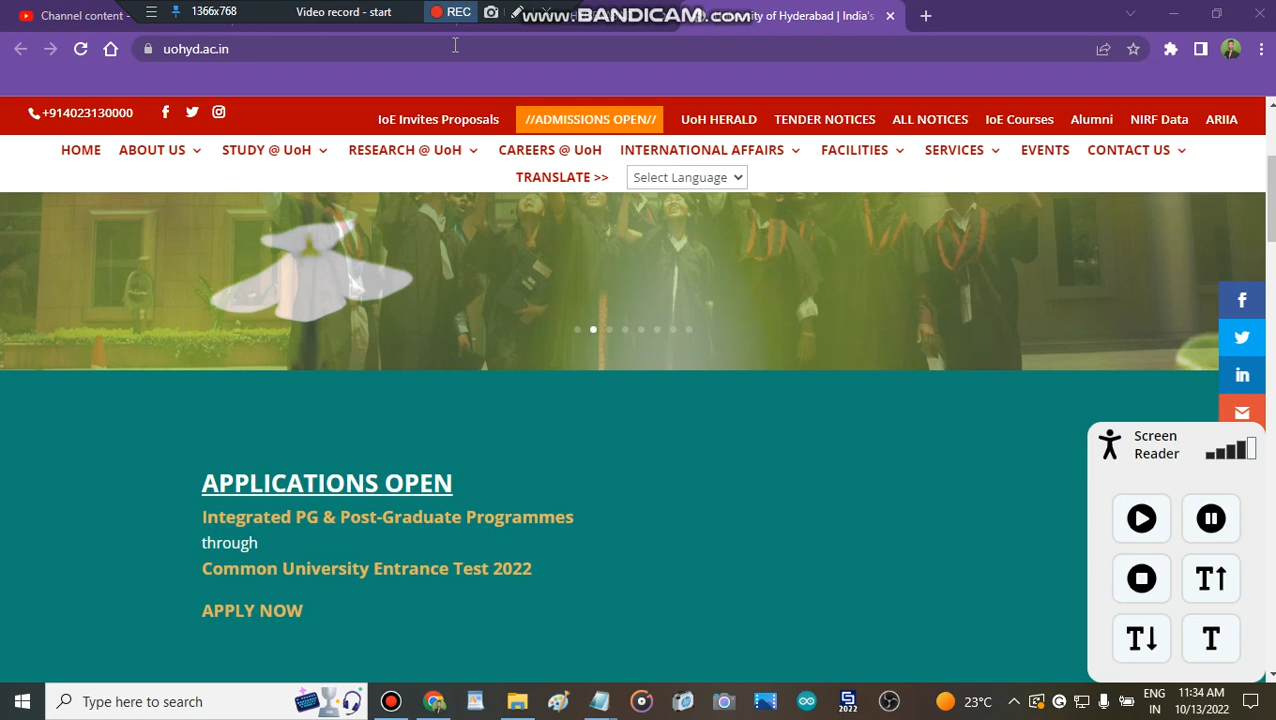 1366x768
Video record - start
REC
www.BANDICAM.com
Channel content -
ity of Hyderabad | India's
uohyd.ac.in
+914023130000
IoE Invites Proposals
//ADMISSIONS OPEN//
UoH HERALD
TENDER NOTICES
ALL NOTICES
IoE Courses
Alumni
NIRF Data
ARIIA
HOME
ABOUT US
STUDY @ UoH
RESEARCH @ UoH
CAREERS @ UoH
INTERNATIONAL AFFAIRS
FACILITIES
SERVICES
EVENTS
CONTACT US
TRANSLATE >>
Select Language
APPLICATIONS OPEN
Integrated PG & Post-Graduate Programmes
through
Common University Entrance Test 2022
APPLY NOW
Screen
Reader
T↑
T↓
T
Type here to search
2022
23°C
ENG
IN
11:34 AM
10/13/2022